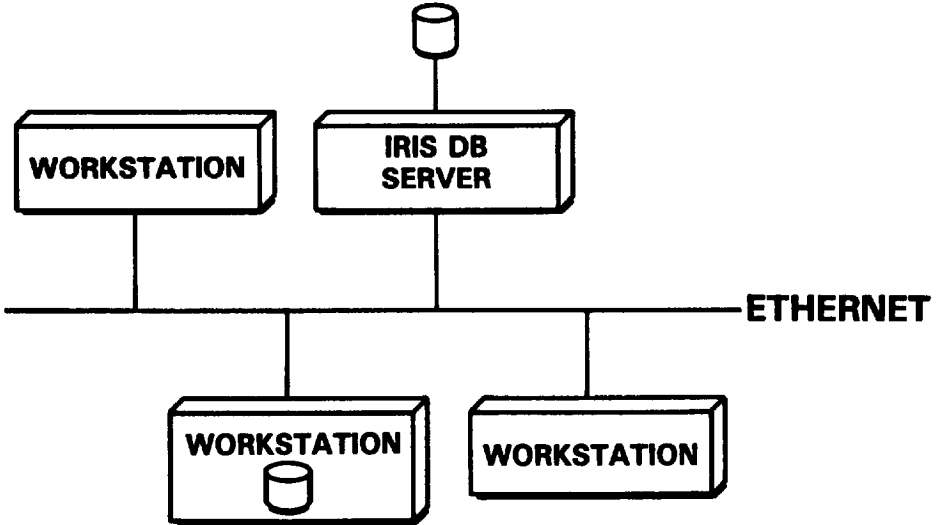 WORKSTATION
IRIS DB
SERVER
ETHERNET
WORKSTATION
WORKSTATION